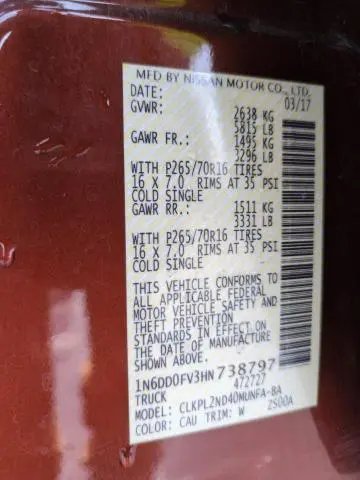 MFD BY NISSAN MOTOR CO., LTD.
DATE: 03/17
GVWR: 2638 KG
5815 LB
GAWR FR.: 1495 KG
3296 LB
WITH P265/70R16 TIRES
16 X 7.0 RIMS AT 35 PSI
COLD SINGLE
GAWR RR.: 1511 KG
3331 LB
WITH P265/70R16 TIRES
16 X 7.0 RIMS AT 35 PSI
COLD SINGLE
THIS VEHICLE CONFORMS TO
ALL APPLICABLE FEDERAL
MOTOR VEHICLE SAFETY AND
THEFT PREVENTION
STANDARDS IN EFFECT ON
THE DATE OF MANUFACTURE
SHOWN ABOVE.
1N6DD0FV3HN738797
TRUCK 472727
MODEL: CLKPL2ND40MUNFA-BA
COLOR: CAU TRIM: W 2S00A